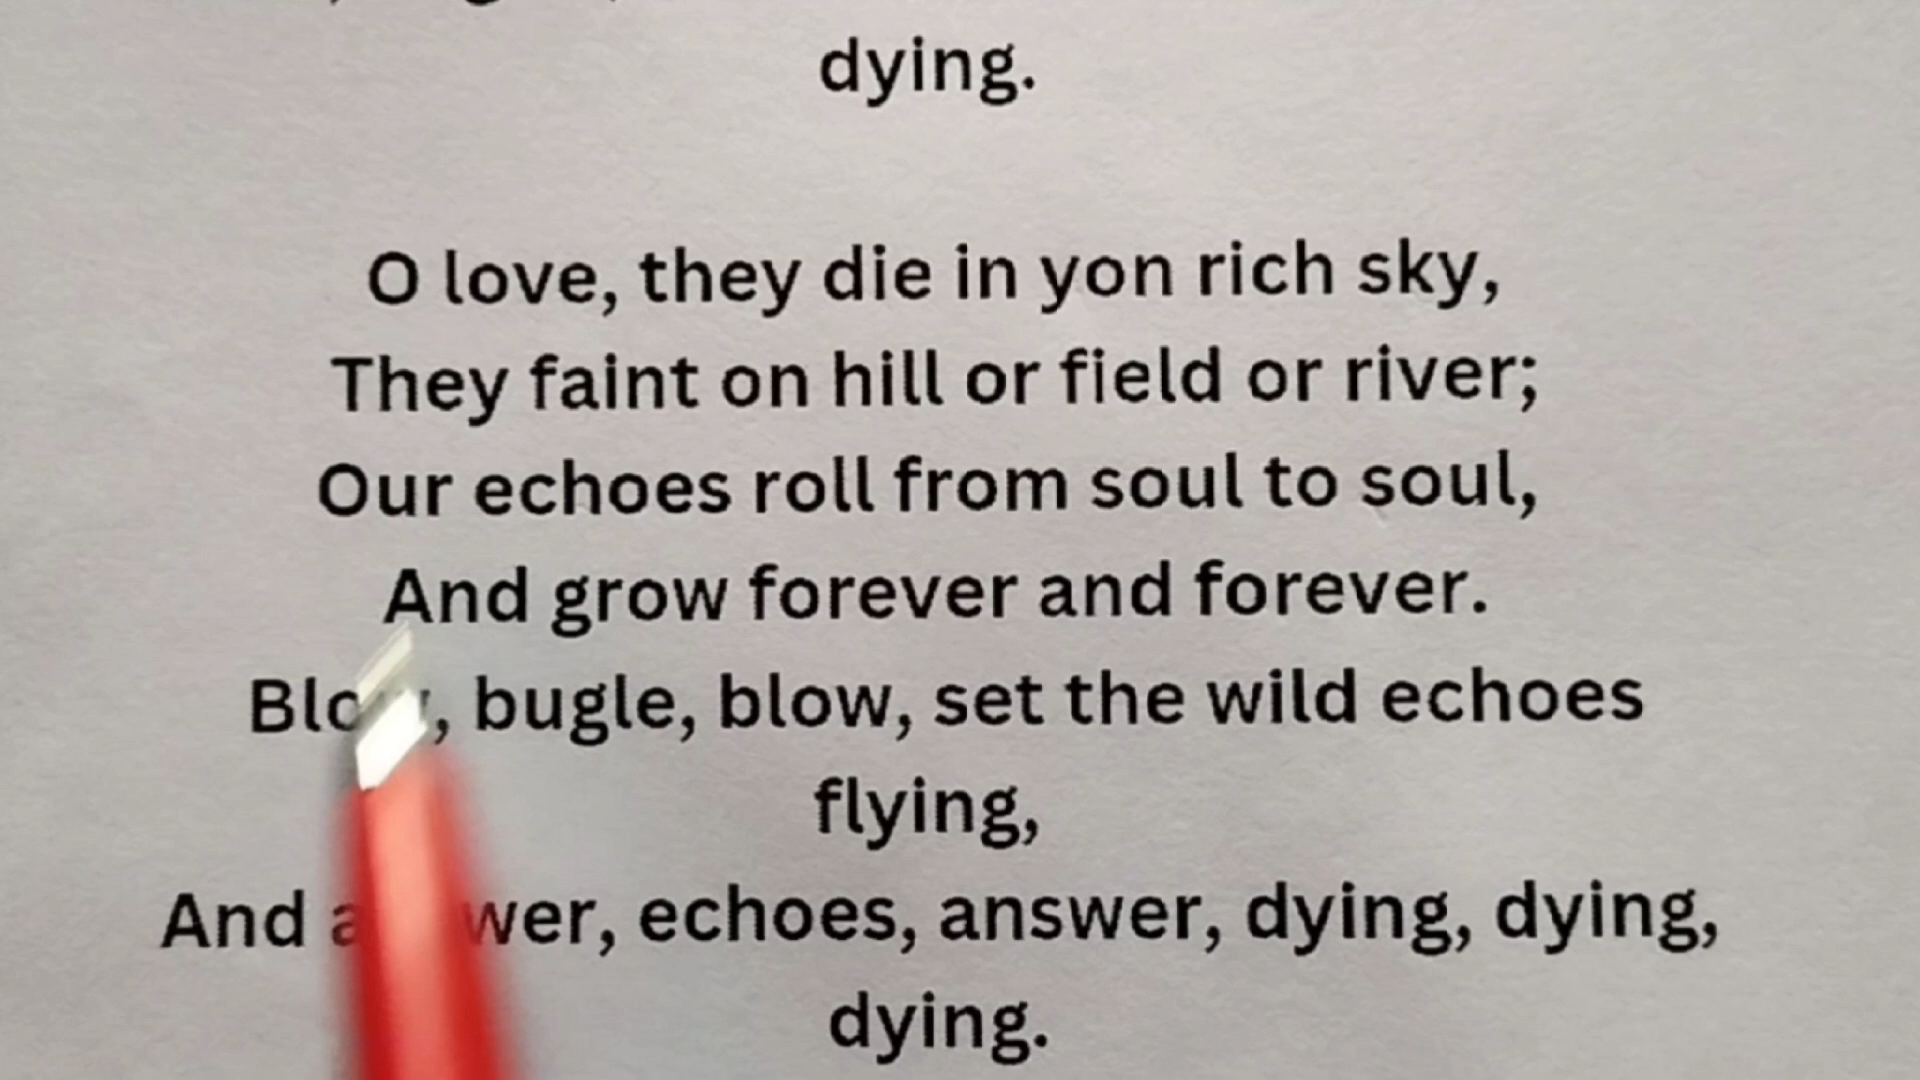 dying.
O love, they die in yon rich sky,
They faint on hill or field or river;
Our echoes roll from soul to soul,
And grow forever and forever.
Blow, bugle, blow, set the wild echoes
flying,
And answer, echoes, answer, dying, dying,
dying.